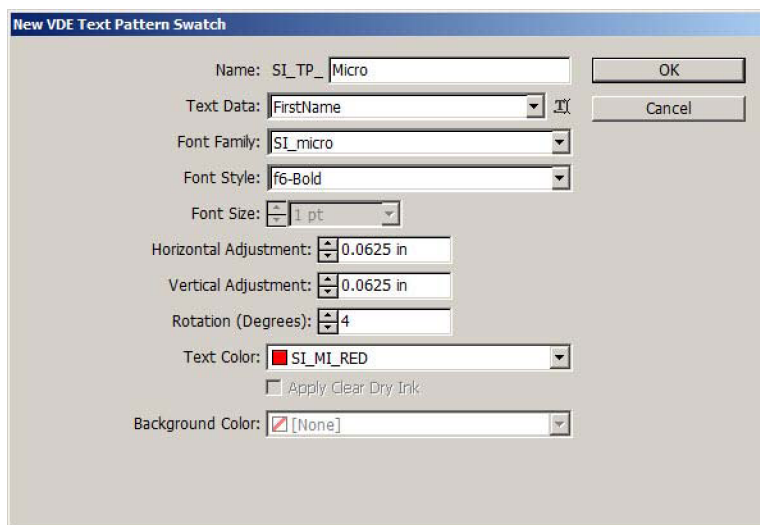 New VDE Text Pattern Swatch
Name: SI_TP_ Micro
OK
Text Data: FirstName
T
Cancel
Font Family: SI_micro
Font Style: f6-Bold
Font Size: 1 pt
Horizontal Adjustment: 0.0625 in
Vertical Adjustment: 0.0625 in
Rotation (Degrees): 4
Text Color: SI_MI_RED
Apply Clear Dry Ink
Background Color: [None]